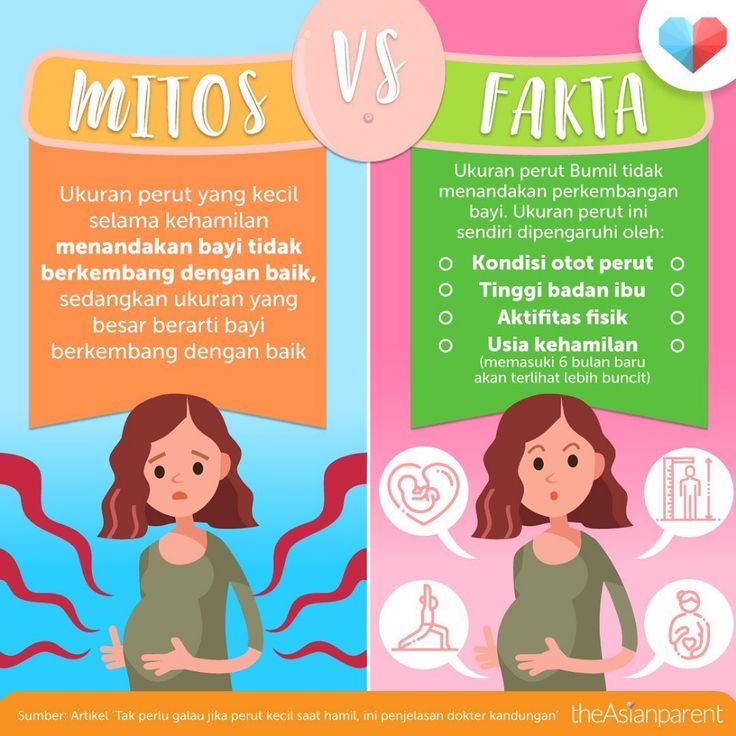 MITOS
VS
FAKTA
Ukuran perut yang kecil
selama kehamilan
menandakan bayi tidak
berkembang dengan baik,
sedangkan ukuran yang
besar berarti bayi
berkembang dengan baik
Ukuran perut Bumil tidak
menandakan perkembangan
bayi. Ukuran perut ini
sendiri dipengaruhi oleh:
Kondisi otot perut
Tinggi badan ibu
Aktifitas fisik
Usia kehamilan
(memasuki 6 bulan baru
akan terlihat lebih buncit)
Sumber: Artikel 'Tak perlu galau jika perut kecil saat hamil, ini penjelasan dokter kandungan'
theAsianparent